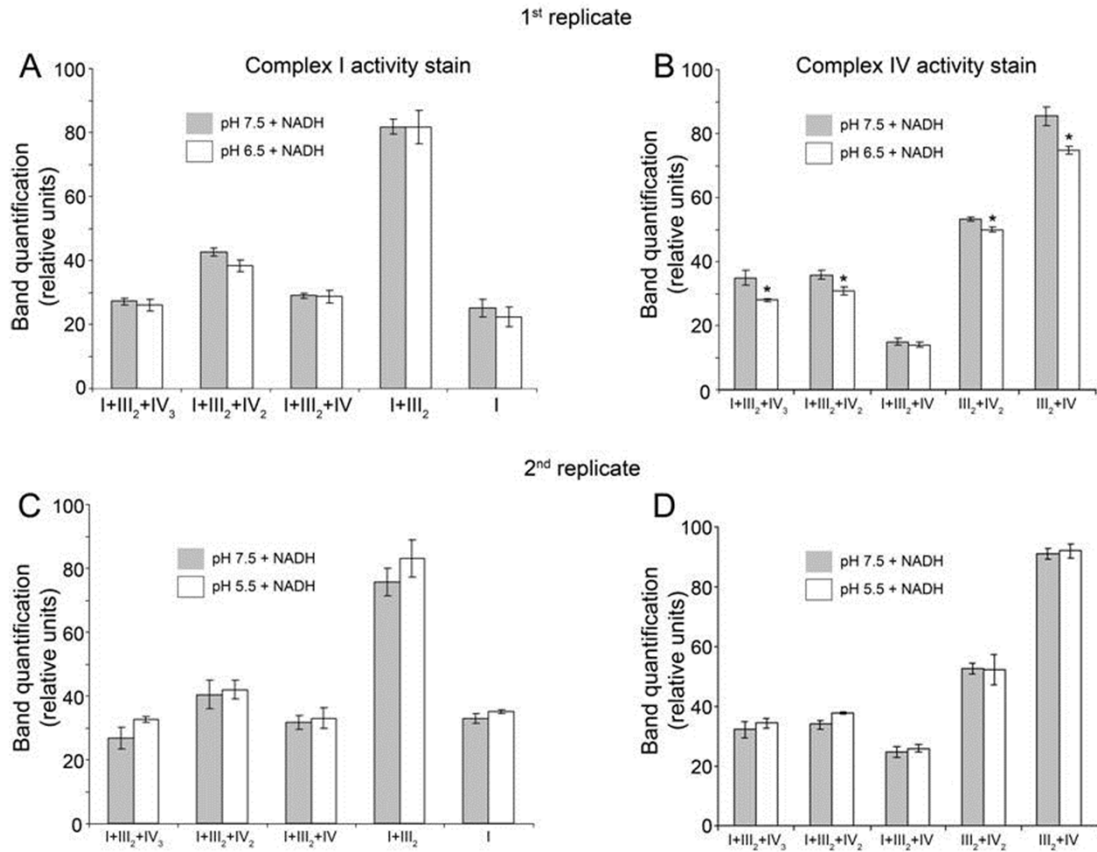 1st replicate
A
Complex I activity stain
Band quantification
(relative units)
100
80
60
40
20
0
pH 7.5 + NADH
pH 6.5 + NADH
I+III2+IV3
I+III2+IV2
I+III2+IV
I+III2
I
B
Complex IV activity stain
Band quantification
(relative units)
100
80
60
40
20
0
pH 7.5 + NADH
pH 6.5 + NADH
*
*
*
*
I+III2+IV3
I+III2+IV2
I+III2+IV
III2+IV2
III2+IV
2nd replicate
C
Band quantification
(relative units)
100
80
60
40
20
0
pH 7.5 + NADH
pH 5.5 + NADH
I+III2+IV3
I+III2+IV2
I+III2+IV
I+III2
I
D
Band quantification
(relative units)
100
80
60
40
20
0
pH 7.5 + NADH
pH 5.5 + NADH
I+III2+IV3
I+III2+IV2
I+II2+IV
III2+IV2
III2+IV